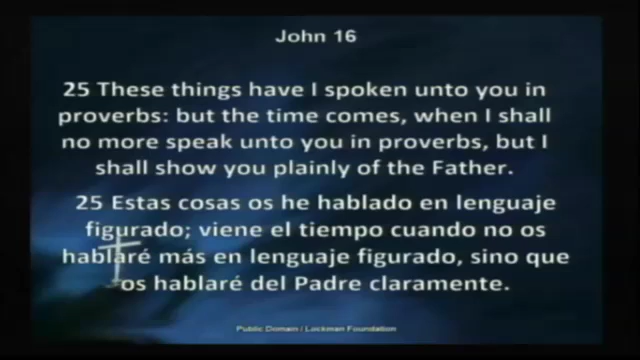 John 16
25 These things have I spoken unto you in
proverbs: but the time comes, when I shall
no more speak unto you in proverbs, but I
shall show you plainly of the Father.
25 Estas cosas os he hablado en lenguaje
figurado; viene el tiempo cuando no os
hablaré más en lenguaje figurado, sino que
os hablaré del Padre claramente.
Public Domain / Lockman Foundation